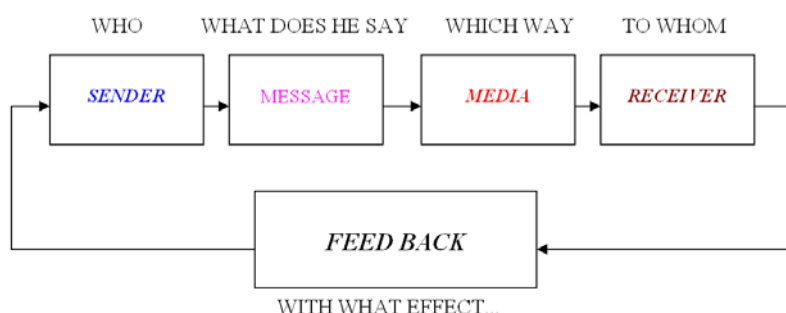 WHO WHAT DOES HE SAY WHICH WAY TO WHOM
SENDER MESSAGE MEDIA RECEIVER
FEED BACK
WITH WHAT EFFECT...